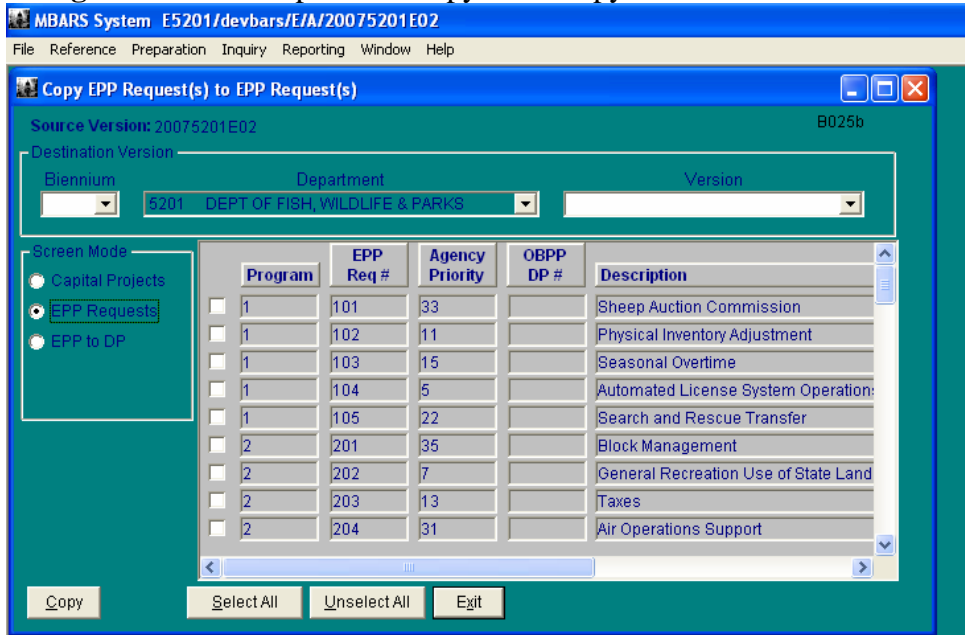 MBARS System E5201/devbars/E/A/20075201E02
File Reference Preparation Inquiry Reporting Window Help
Copy EPP Request(s) to EPP Request(s)
Source Version: 20075201E02 B025b
Destination Version
Biennium Department Version
5201 DEPT OF FISH, WILDLIFE & PARKS
Screen Mode
Capital Projects
EPP Requests
EPP to DP
Program EPP Req # Agency Priority OBPP DP # Description
1 101 33 Sheep Auction Commission
1 102 11 Physical Inventory Adjustment
1 103 15 Seasonal Overtime
1 104 5 Automated License System Operation
1 105 22 Search and Rescue Transfer
2 201 35 Block Management
2 202 7 General Recreation Use of State Land
2 203 13 Taxes
2 204 31 Air Operations Support
Copy Select All Unselect All Exit